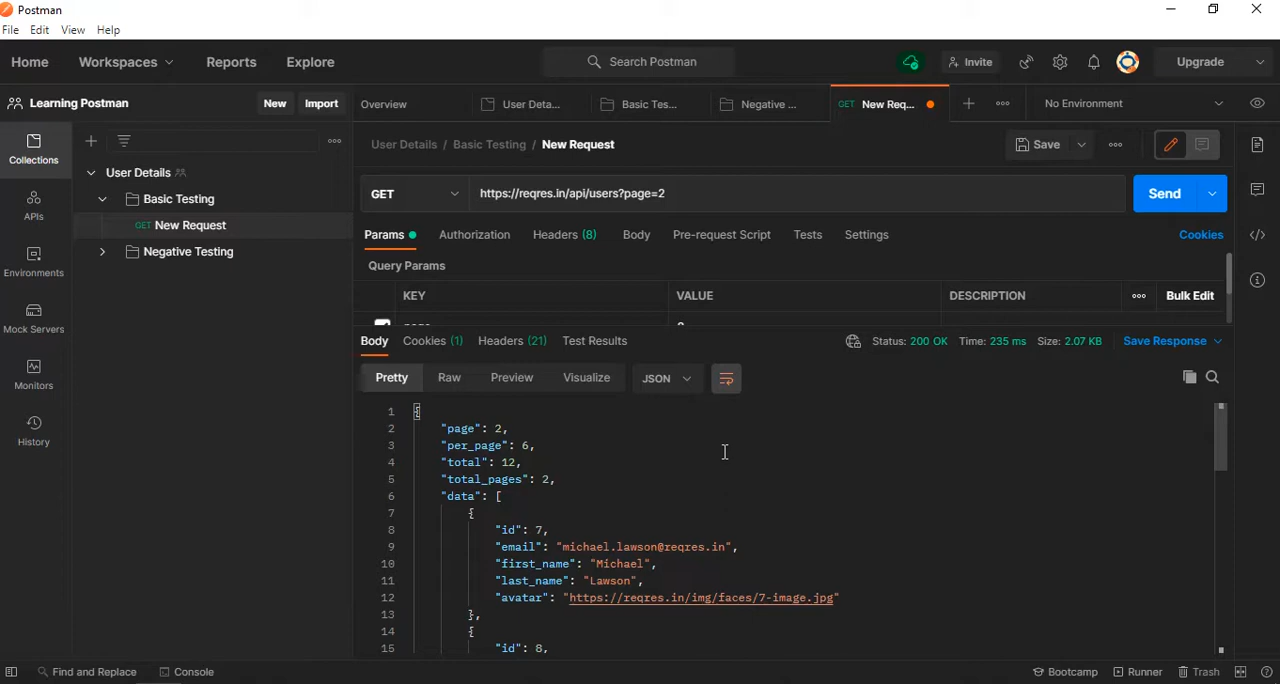 Postman
File Edit View Help
Home Workspaces Reports Explore Search Postman Invite Upgrade
Learning Postman New Import Overview User Deta... Basic Tes... Negative ... GET New Req... No Environment
User Details / Basic Testing / New Request Save
Collections
APIs
Environments
Mock Servers
Monitors
History
User Details
Basic Testing
GET New Request
Negative Testing
GET https://reqres.in/api/users?page=2 Send
Params Authorization Headers (8) Body Pre-request Script Tests Settings Cookies
Query Params
KEY VALUE DESCRIPTION Bulk Edit
Body Cookies (1) Headers (21) Test Results Status: 200 OK Time: 235 ms Size: 2.07 KB Save Response
Pretty Raw Preview Visualize JSON
1 {
2 "page": 2,
3 "per_page": 6,
4 "total": 12,
5 "total_pages": 2,
6 "data": [
7 {
8 "id": 7,
9 "email": "michael.lawson@reqres.in",
10 "first_name": "Michael",
11 "last_name": "Lawson",
12 "avatar": "https://reqres.in/img/faces/7-image.jpg"
13 },
14 {
15 "id": 8,
Find and Replace Console Bootcamp Runner Trash